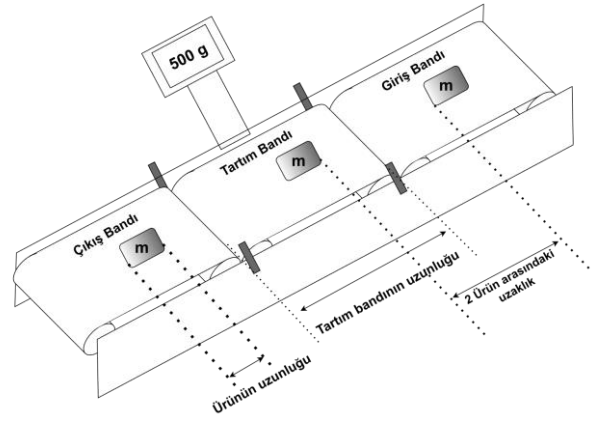 500 g
Giriş Bandı
m
Tartım Bandı
m
Çıkış Bandı
m
Tartım bandının uzunluğu
2 Ürün arasındaki
uzaklık
Ürünün uzunluğu